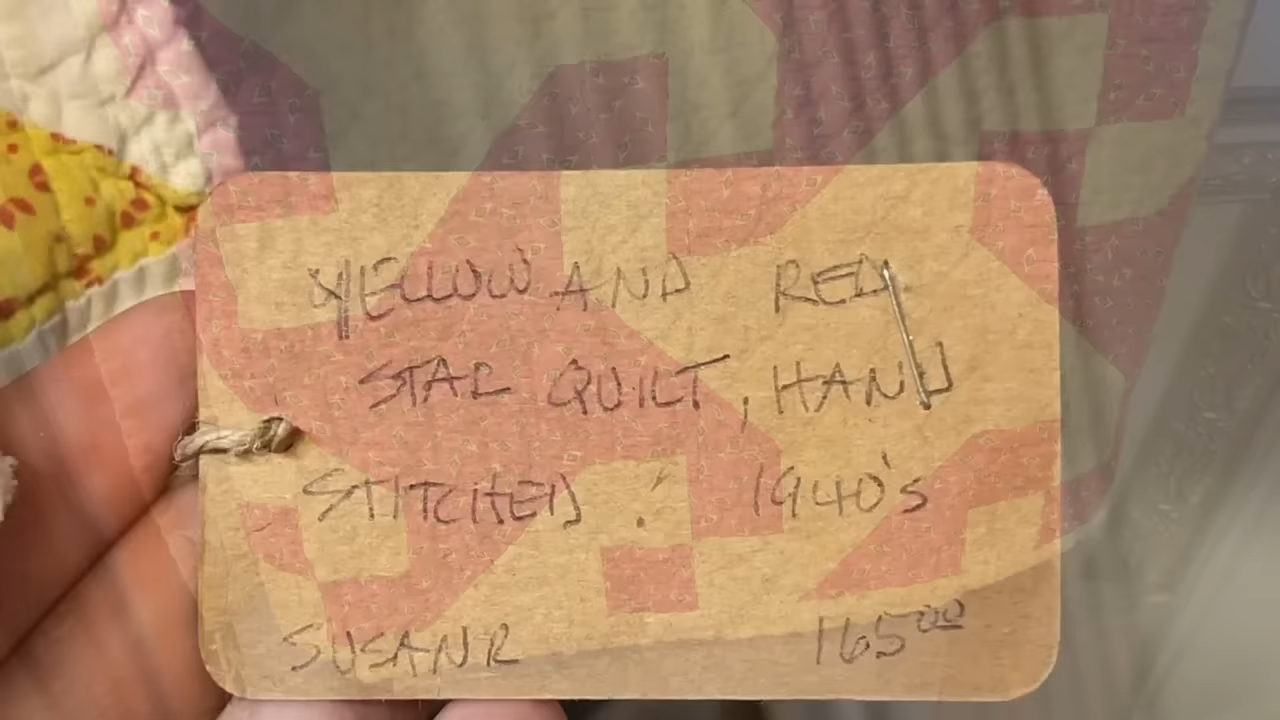 YELLOW AND RED
STAR QUILT, HAND
STITCHED. 1940's
SUSAN R 165⁰⁰